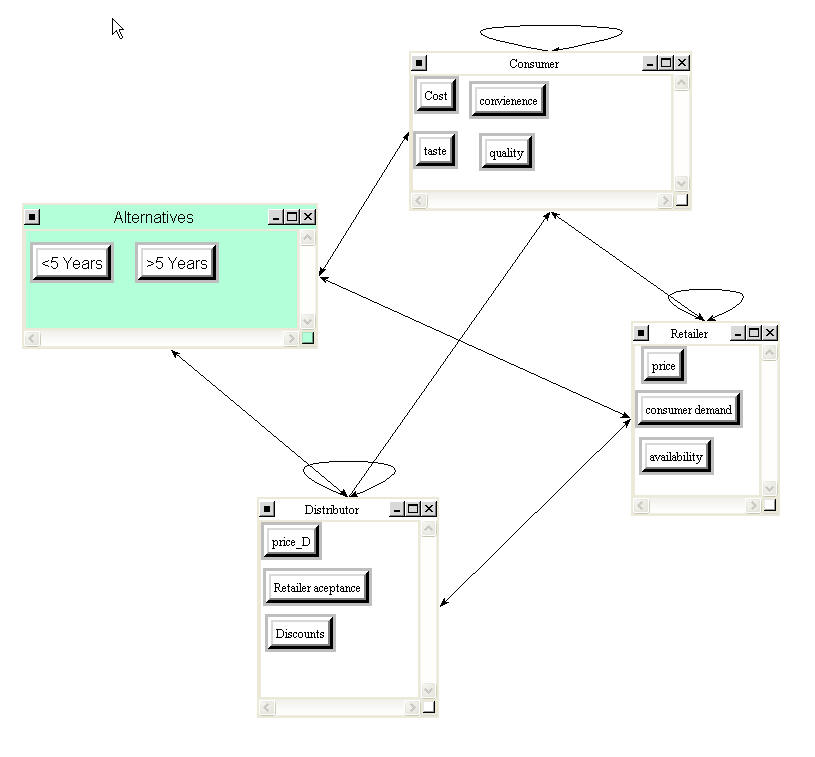 Consumer
Cost
convienence
taste
quality
Alternatives
<5 Years
>5 Years
Retailer
price
consumer demand
availability
Distributor
price_D
Retailer aceptance
Discounts